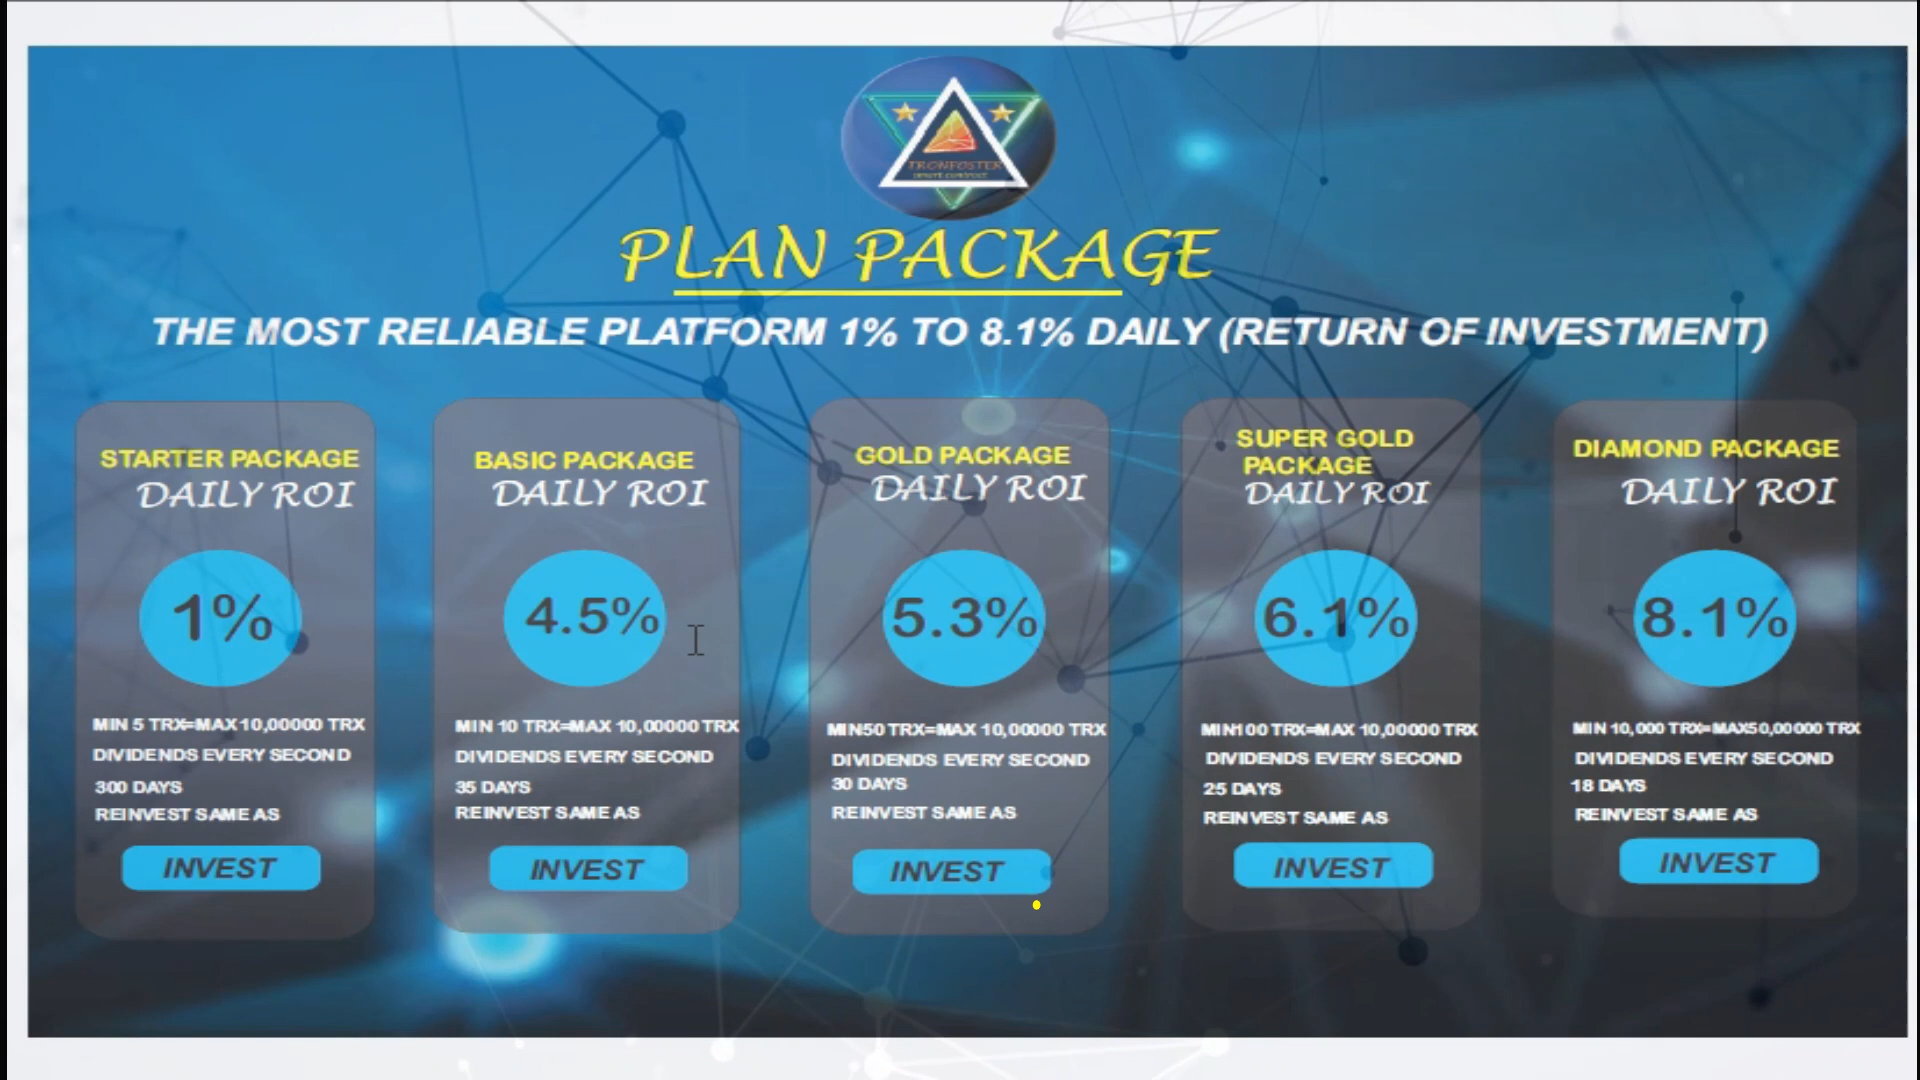 TRONFOSTER
SMART CONTRACT
PLAN PACKAGE
THE MOST RELIABLE PLATFORM 1% TO 8.1% DAILY (RETURN OF INVESTMENT)
STARTER PACKAGE
DAILY ROI
1%
MIN 5 TRX=MAX 10,00000 TRX
DIVIDENDS EVERY SECOND
300 DAYS
REINVEST SAME AS
INVEST
BASIC PACKAGE
DAILY ROI
4.5%
MIN 10 TRX=MAX 10,00000 TRX
DIVIDENDS EVERY SECOND
35 DAYS
REINVEST SAME AS
INVEST
GOLD PACKAGE
DAILY ROI
5.3%
MIN50 TRX=MAX 10,00000 TRX
DIVIDENDS EVERY SECOND
30 DAYS
REINVEST SAME AS
INVEST
SUPER GOLD
PACKAGE
DAILY ROI
6.1%
MIN100 TRX=MAX 10,00000 TRX
DIVIDENDS EVERY SECOND
25 DAYS
REINVEST SAME AS
INVEST
DIAMOND PACKAGE
DAILY ROI
8.1%
MIN 10,000 TRX=MAX50,00000 TRX
DIVIDENDS EVERY SECOND
18 DAYS
REINVEST SAME AS
INVEST